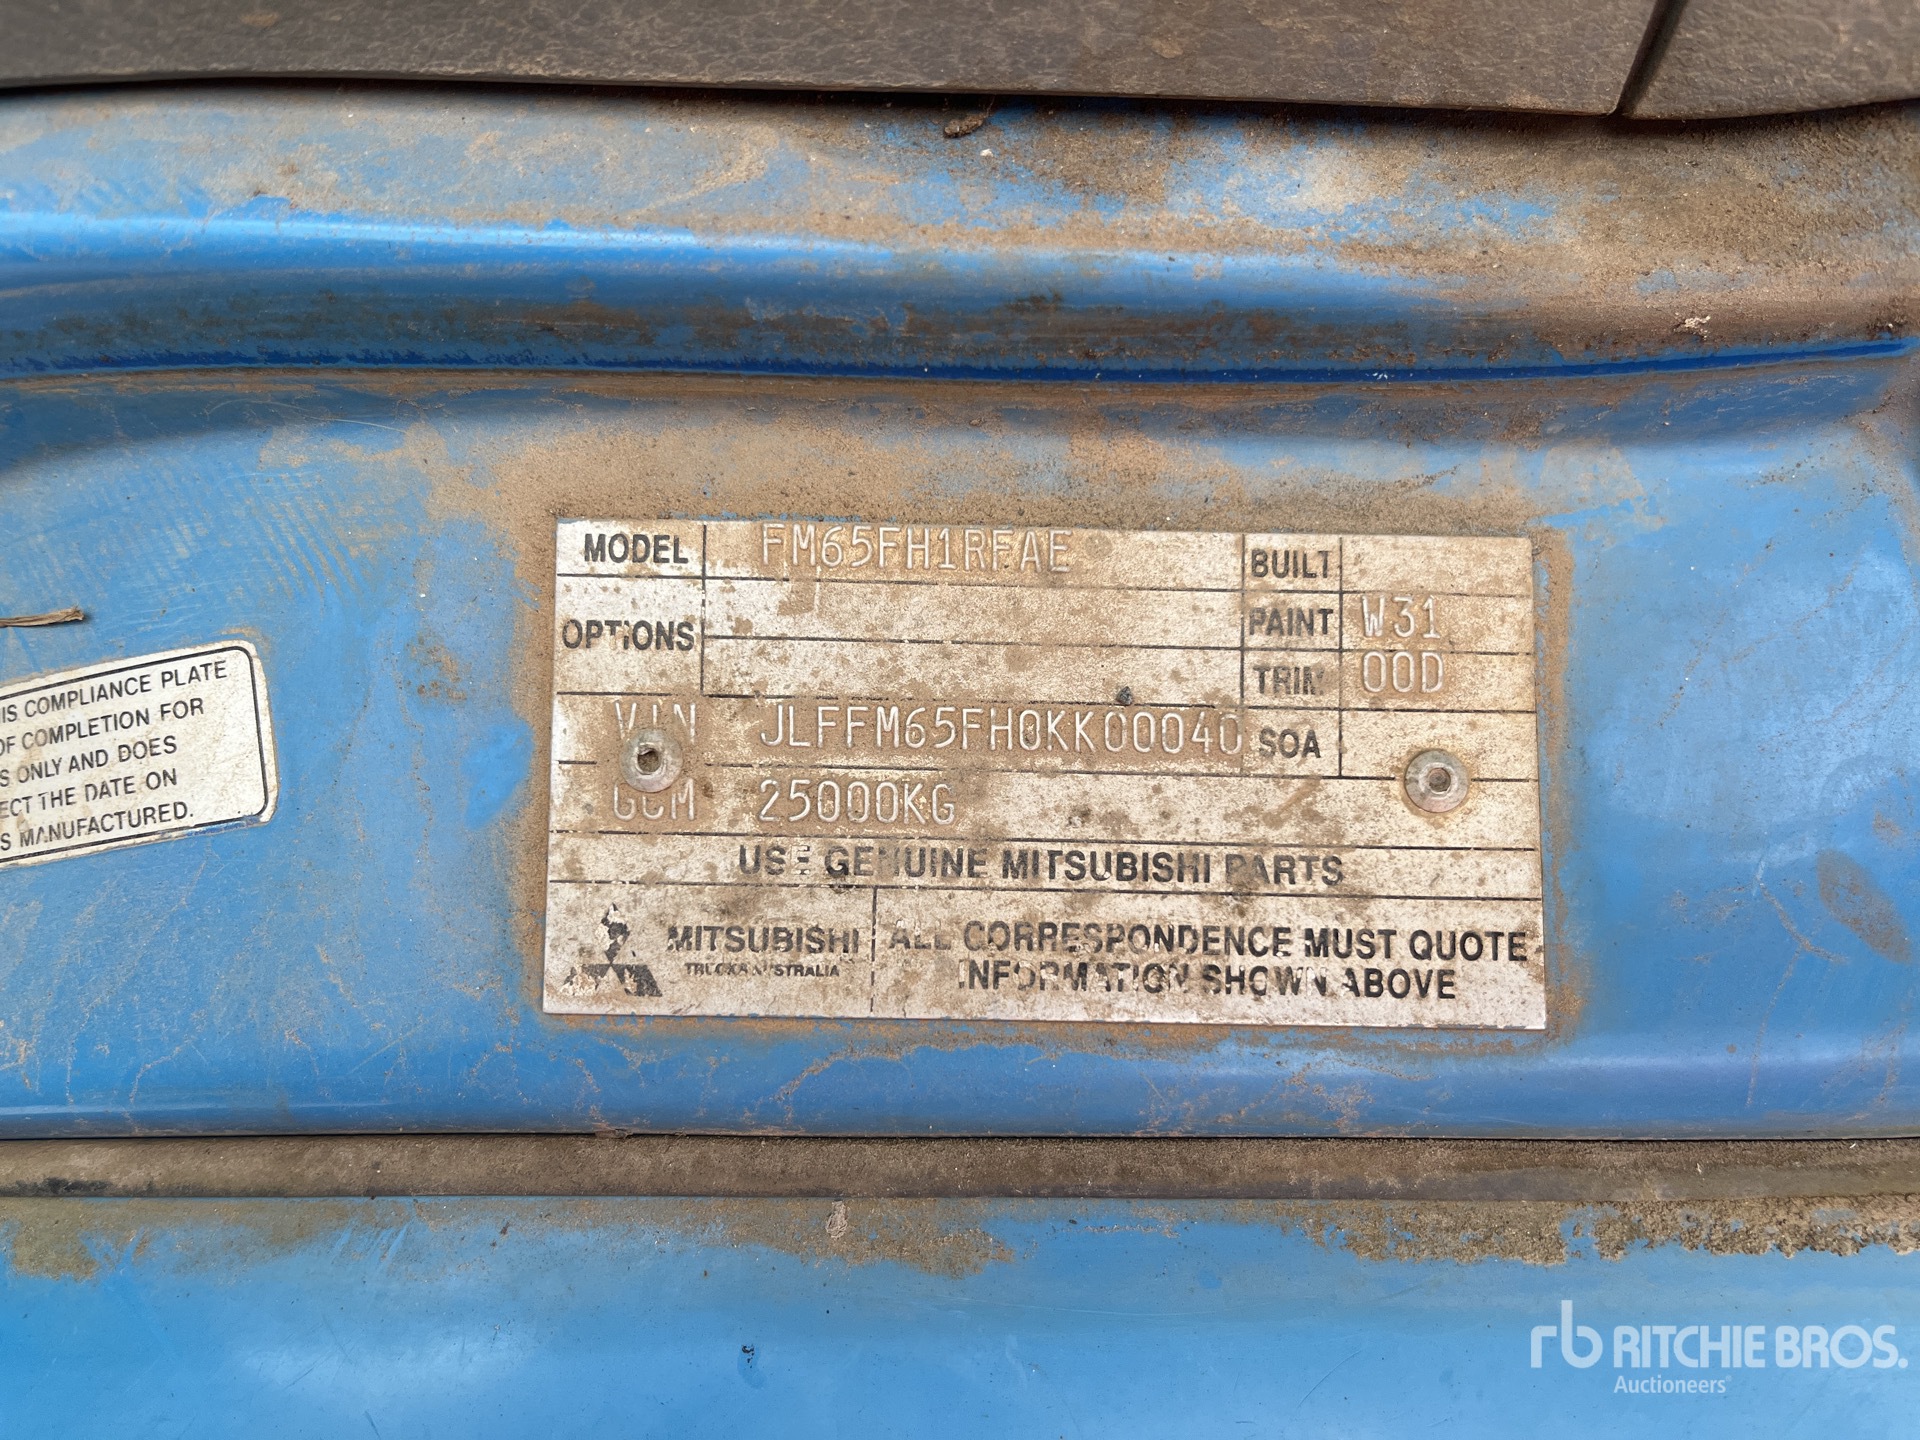 MODEL FM65FH1RFAE BUILT
OPTIONS PAINT W31
TRIM 00D
VIN JLFFM65FH0KK00040 SOA
GCM 25000KG
USE GENUINE MITSUBISHI PARTS
MITSUBISHI
TRUCKS AUSTRALIA
ALL CORRESPONDENCE MUST QUOTE
INFORMATION SHOWN ABOVE
IS COMPLIANCE PLATE
OF COMPLETION FOR
S ONLY AND DOES
ECT THE DATE ON
S MANUFACTURED.
rb RITCHIE BROS.
Auctioneers